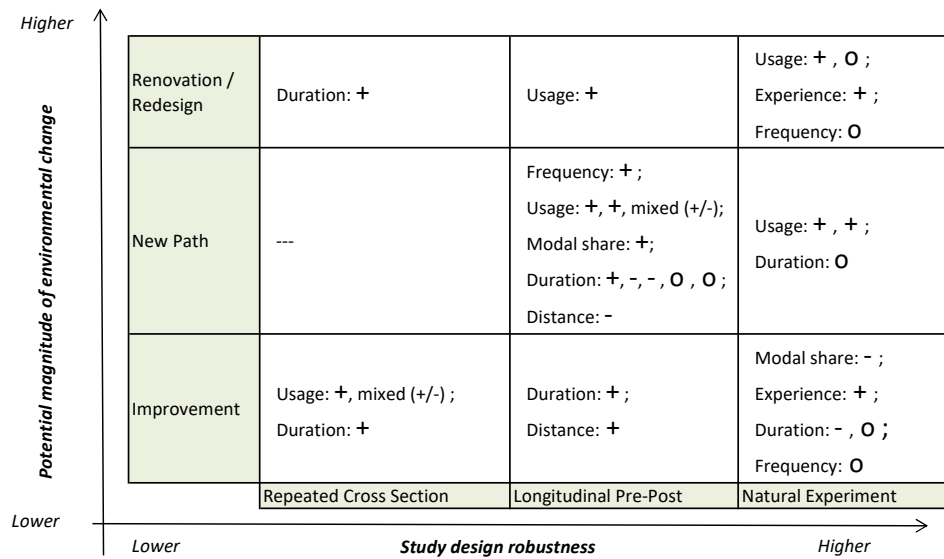 Higher
Potential magnitude of environmental change
Lower
Renovation /
Redesign
Duration: +
Usage: +
Usage: + , O ;
Experience: + ;
Frequency: O
New Path
---
Frequency: + ;
Usage: +, +, mixed (+/-);
Modal share: +;
Duration: +, -, - , O , O ;
Distance: -
Usage: + , + ;
Duration: O
Improvement
Usage: +, mixed (+/-) ;
Duration: +
Duration: + ;
Distance: +
Modal share: - ;
Experience: + ;
Duration: - , O ;
Frequency: O
Repeated Cross Section
Longitudinal Pre-Post
Natural Experiment
Lower
Study design robustness
Higher